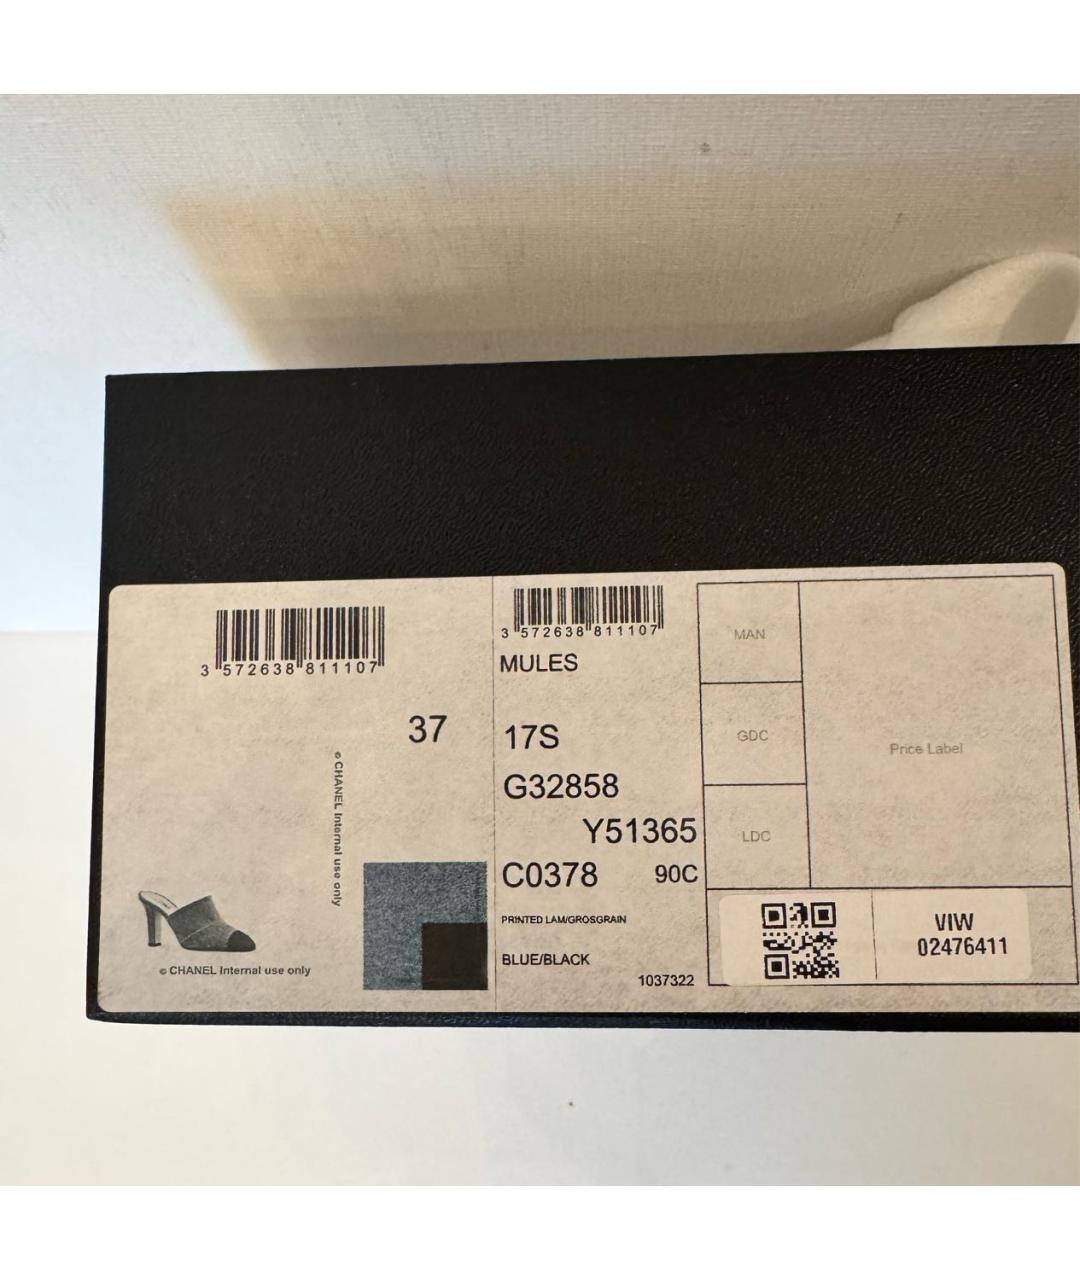 3 572638 811107
37
© CHANEL Internal use only
© CHANEL Internal use only
3 572638 811107
MULES
17S
G32858
Y51365
C0378 90C
PRINTED LAM/GROSGRAIN
BLUE/BLACK
1037322
MAN
GDC
LDC
Price Label
VIW
02476411